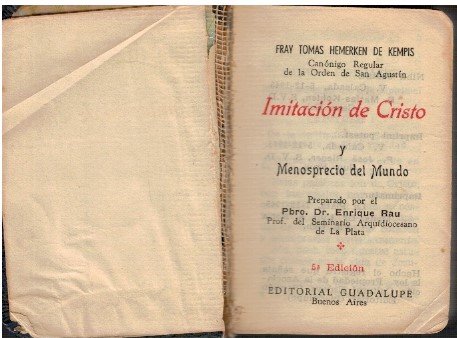 FRAY TOMAS HEMERKEN DE KEMPIS
Canónigo Regular
de la Orden de San Agustín
Imitación de Cristo
y
Menosprecio del Mundo
Preparado por el
Pbro. Dr. Enrique Rau
Prof. del Seminario Arquidiocesano
de La Plata
5ª Edición
EDITORIAL GUADALUPE
Buenos Aires